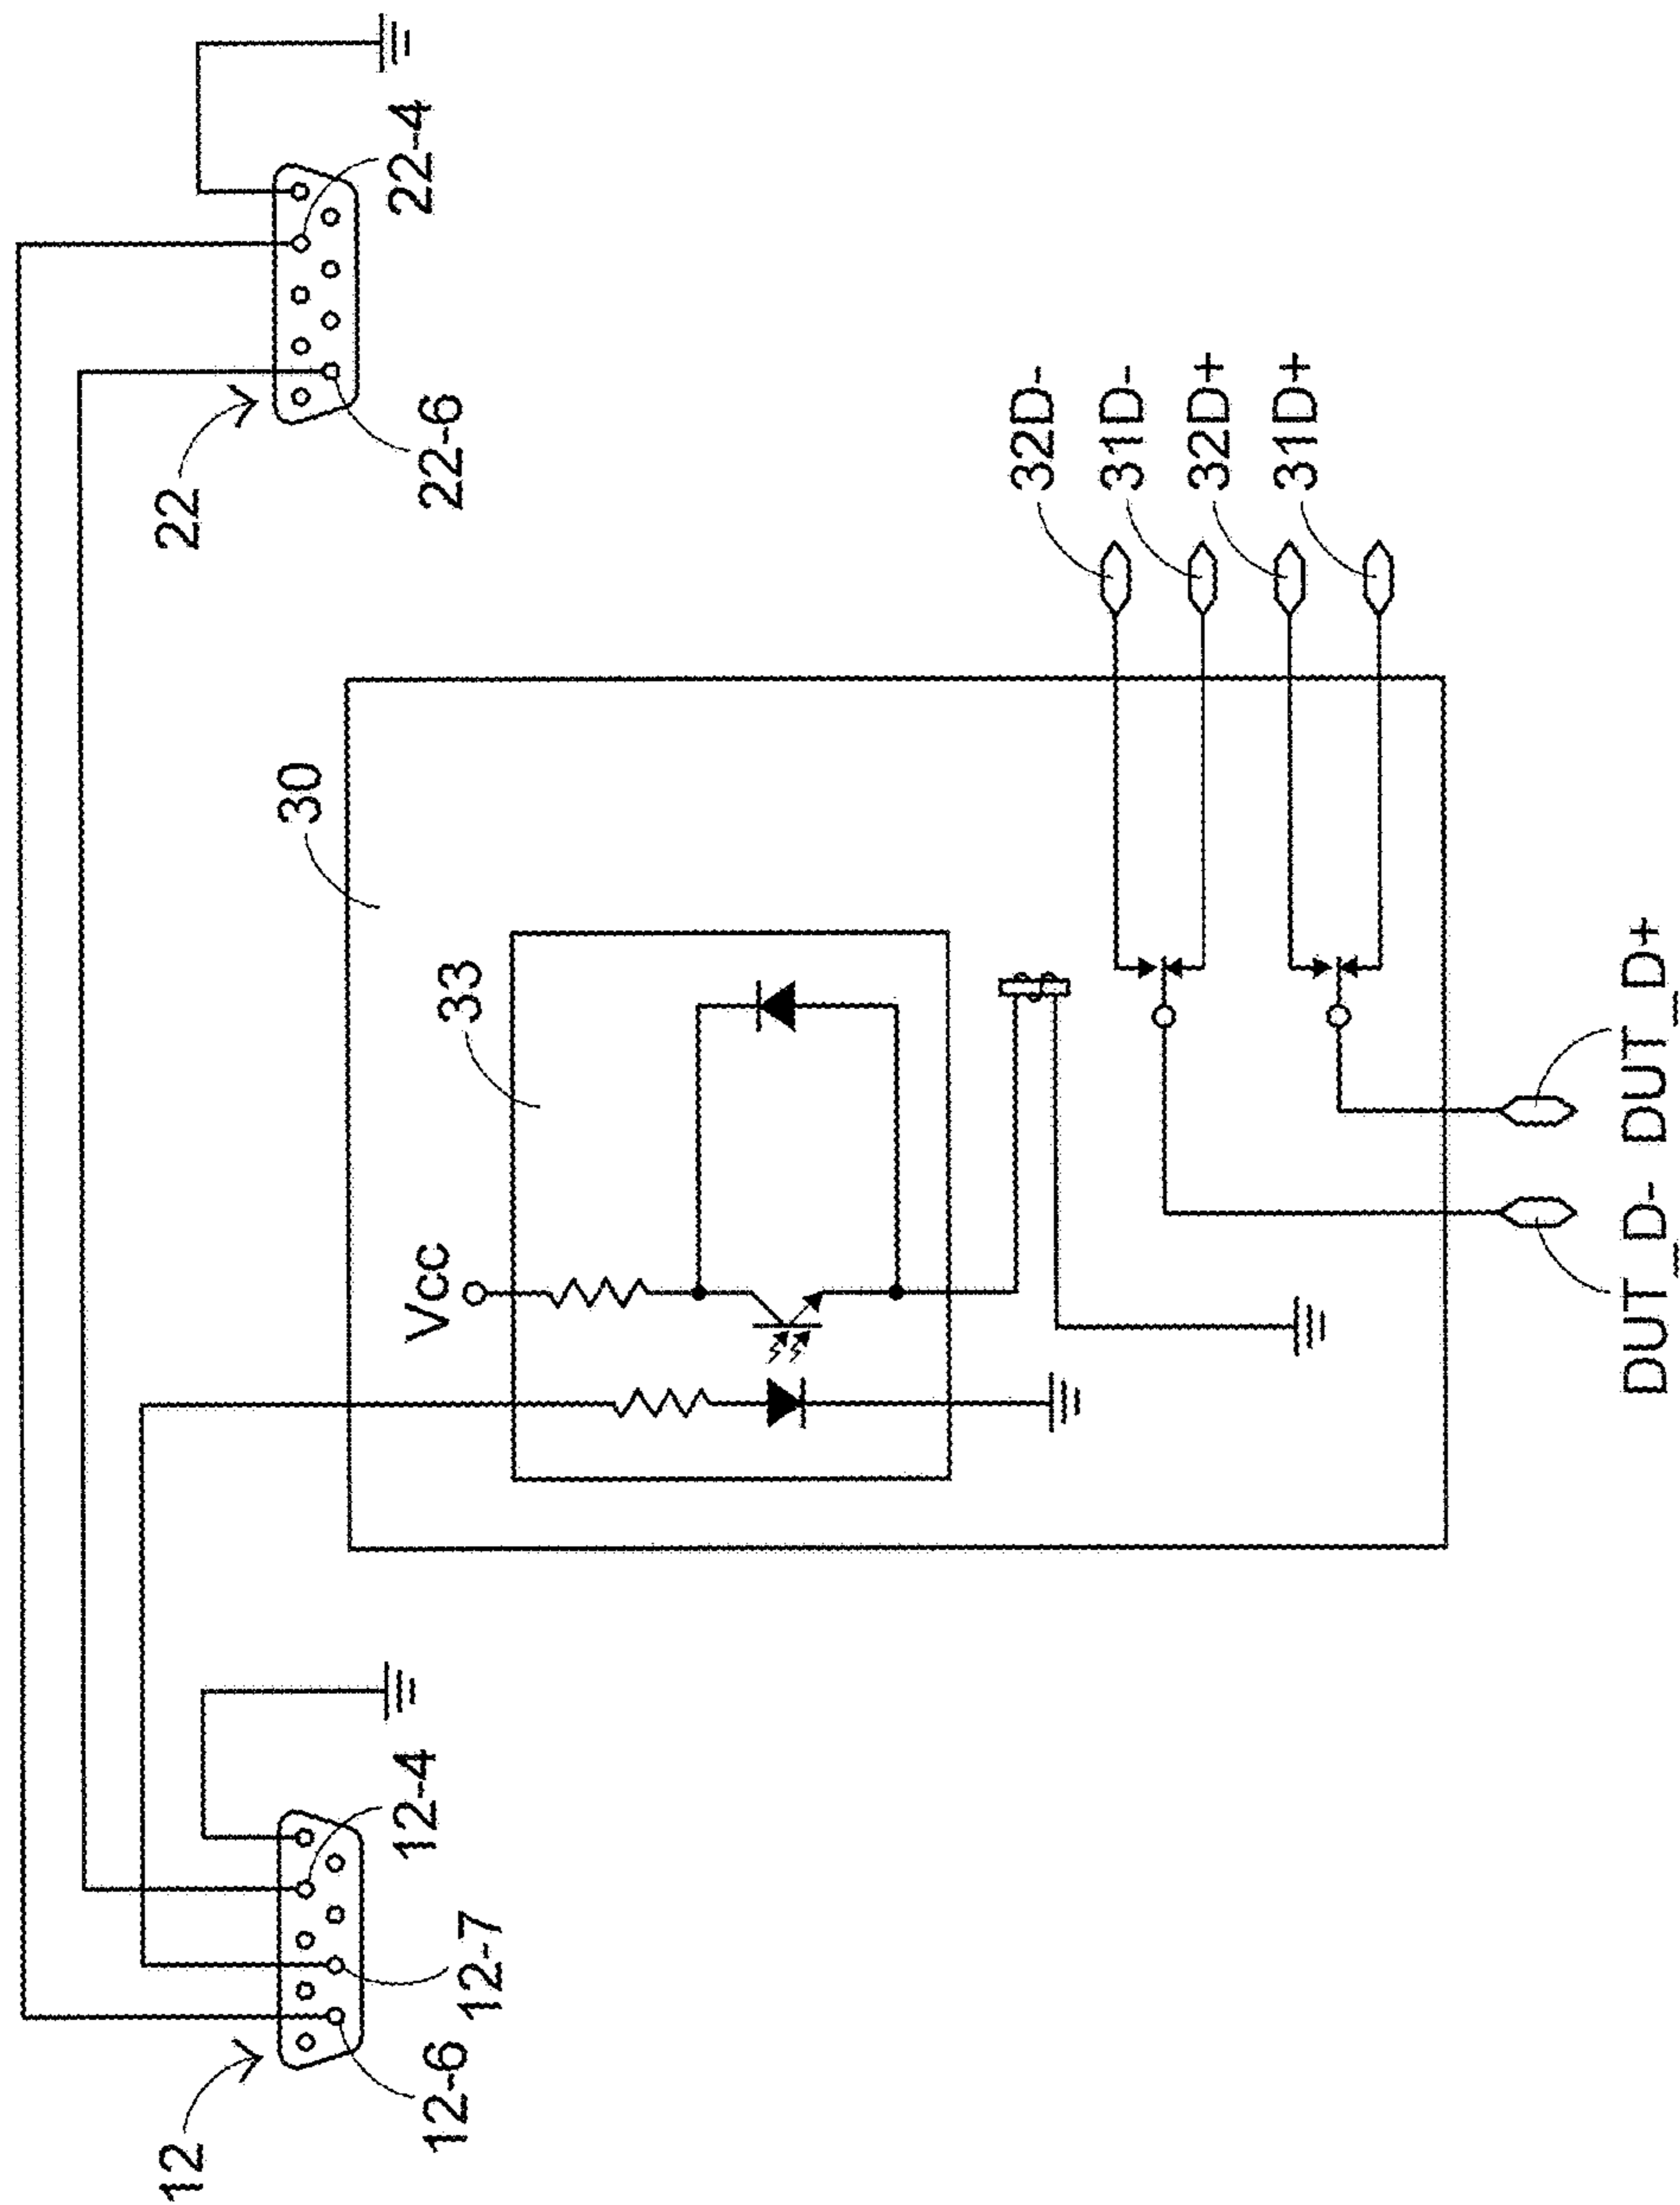 12
12-6
12-7
12-4
22
22-6
22-4
30
33
Vcc
32D-
31D-
32D+
31D+
DUT_D-
DUT_D+